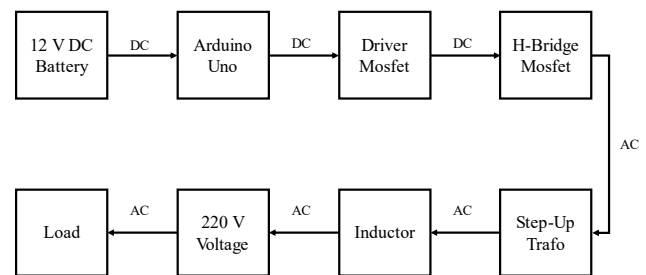 12 V DC
Battery
DC
Arduino
Uno
DC
Driver
Mosfet
DC
H-Bridge
Mosfet
AC
Load
AC
220 V
Voltage
AC
Inductor
AC
Step-Up
Trafo